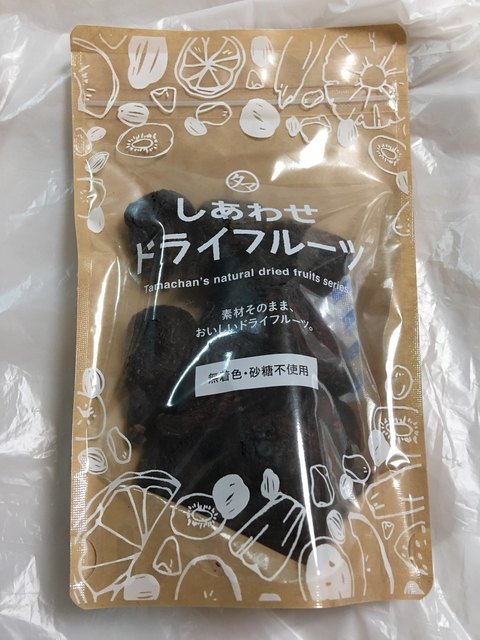 タマ
しあわせ
ドライフルーツ
Tamachan's natural dried fruits series
素材そのまま、
おいしいドライフルーツ。
無着色・砂糖不使用